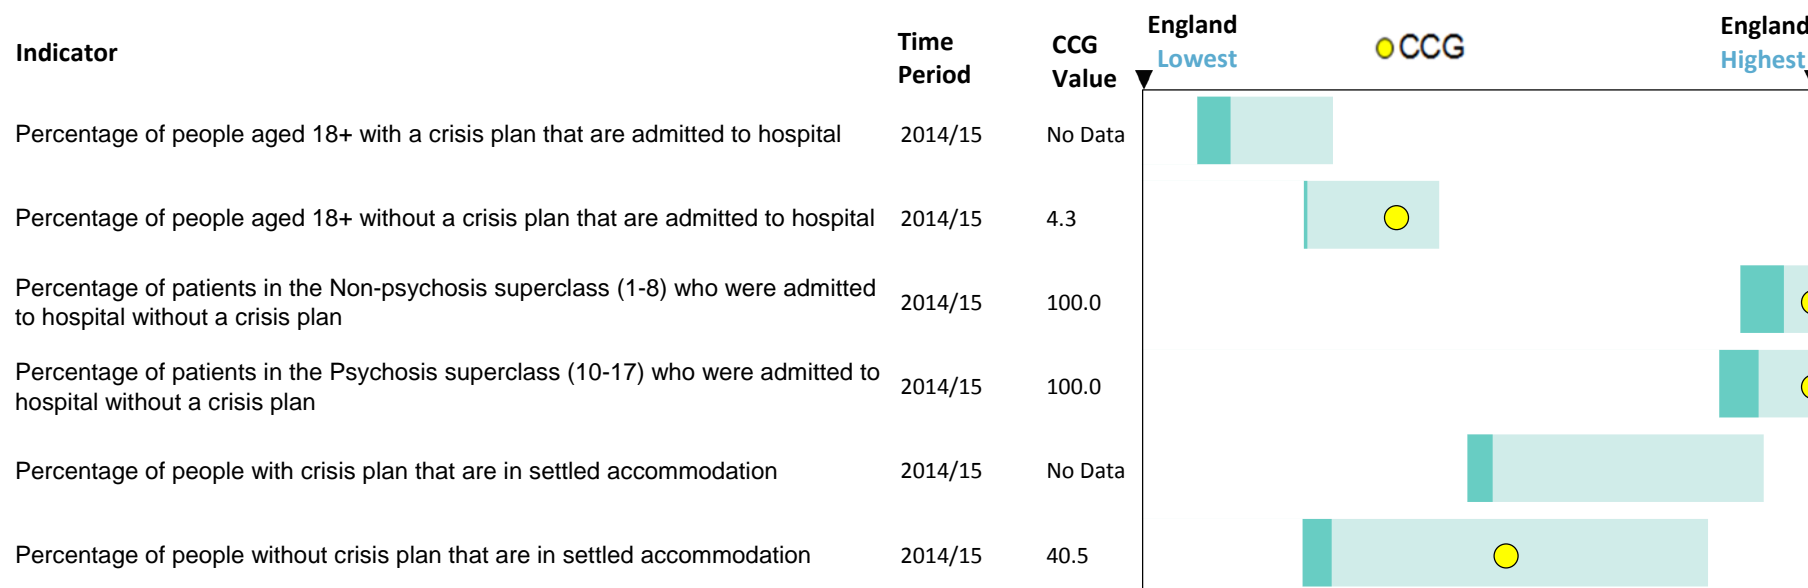 Indicator
Time
Period
CCG
Value
England
Lowest
CCG
England
Highest
Percentage of people aged 18+ with a crisis plan that are admitted to hospital 2014/15 No Data
Percentage of people aged 18+ without a crisis plan that are admitted to hospital 2014/15 4.3
Percentage of patients in the Non-psychosis superclass (1-8) who were admitted
to hospital without a crisis plan
2014/15 100.0
Percentage of patients in the Psychosis superclass (10-17) who were admitted to
hospital without a crisis plan
2014/15 100.0
Percentage of people with crisis plan that are in settled accommodation 2014/15 No Data
Percentage of people without crisis plan that are in settled accommodation 2014/15 40.5